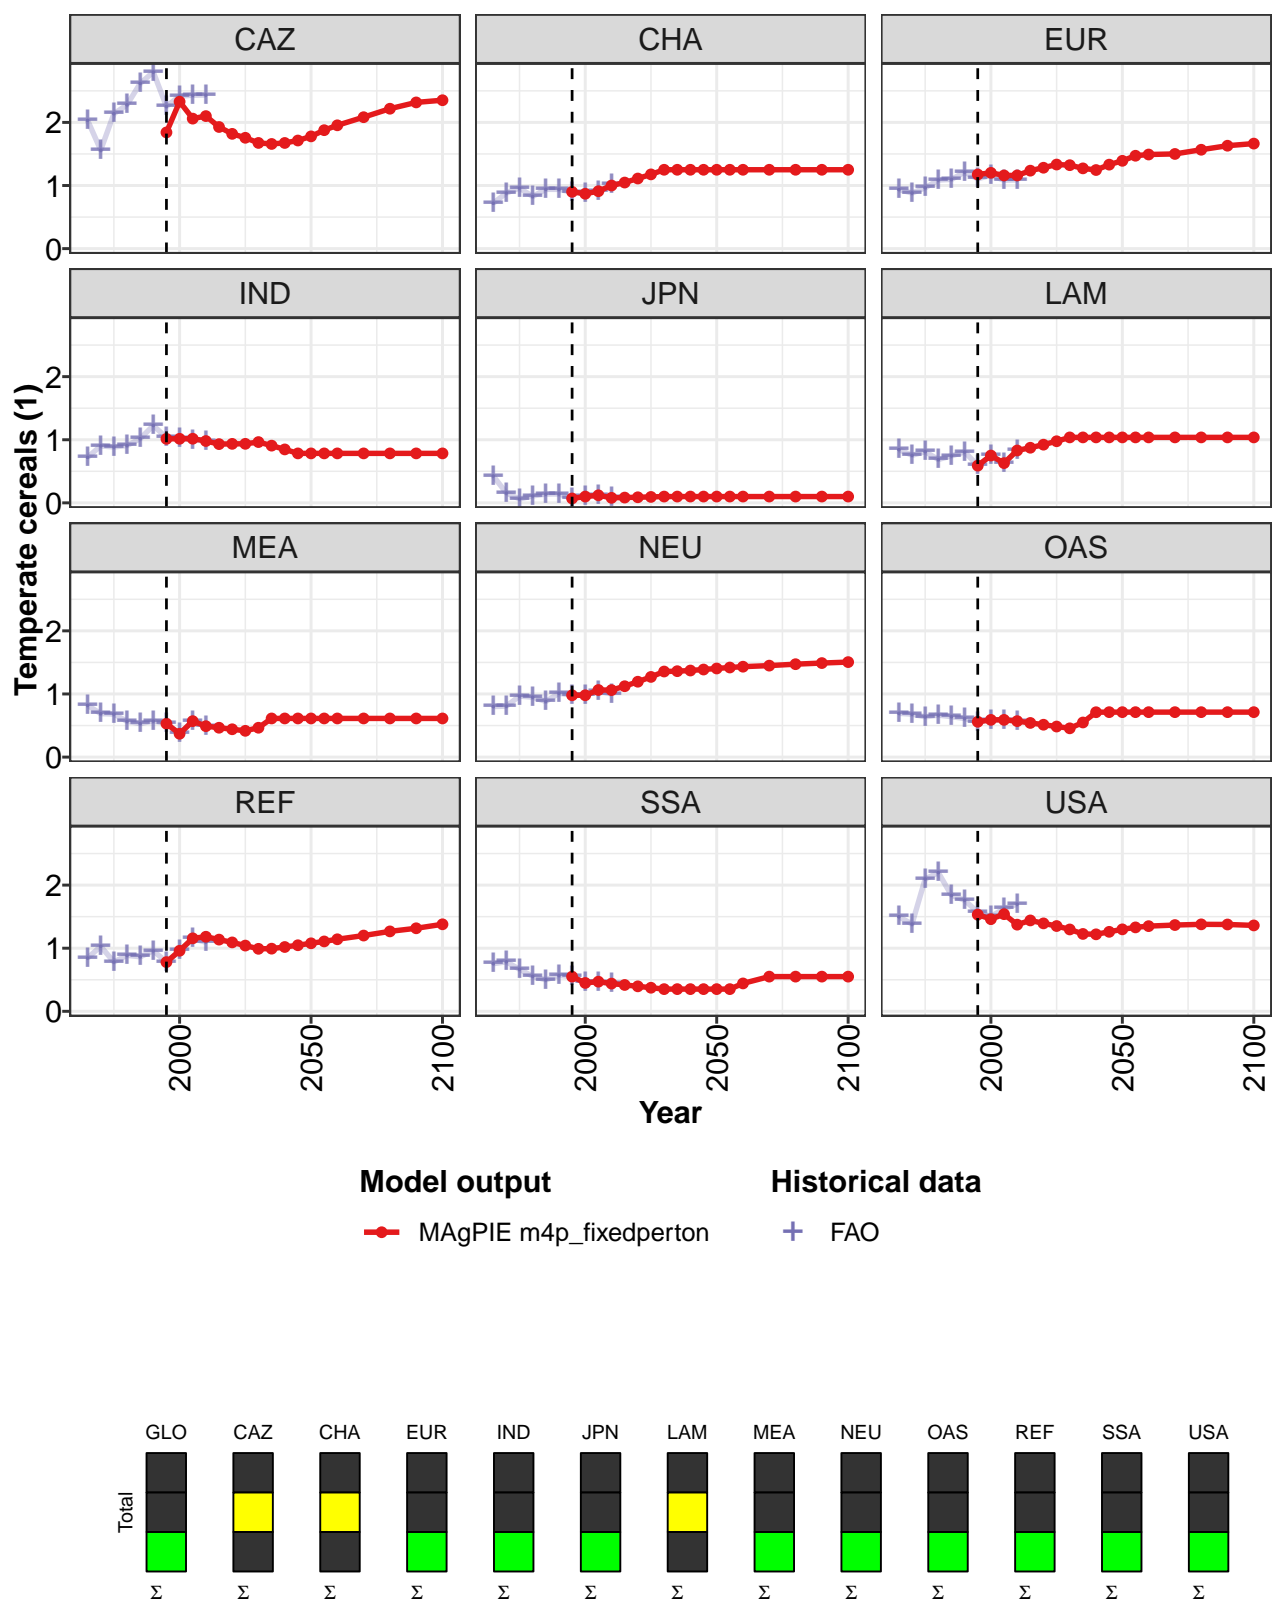 CAZ CHA EUR
2
1
0
IND JPN LAM
2
1
0
MEA NEU OAS
2
1
0
REF SSA USA
2
1
0
Temperate cereals (1)
2000 2050 2100 2000 2050 2100 2000 2050 2100
Year
Model output Historical data
MAgPIE m4p_fixedperton FAO
GLO CAZ CHA EUR IND JPN LAM MEA NEU OAS REF SSA USA
Total
Σ Σ Σ Σ Σ Σ Σ Σ Σ Σ Σ Σ Σ